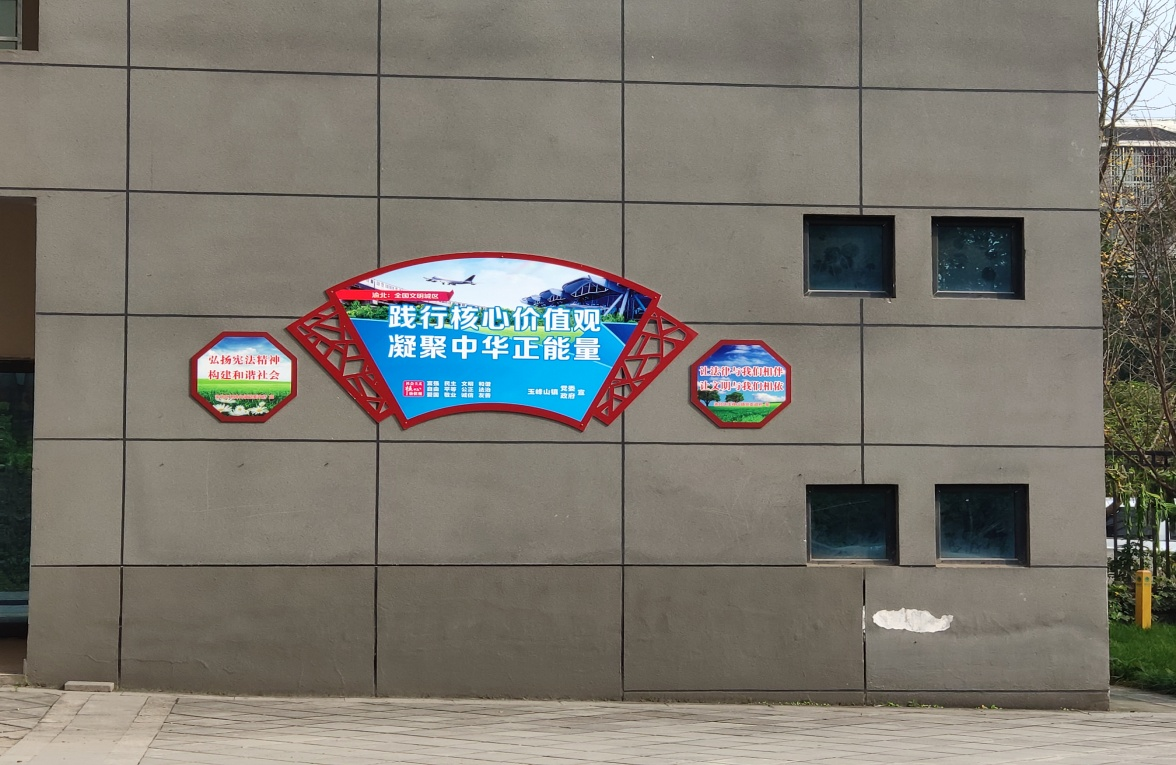 弘扬宪法精神
构建和谐社会
渝北：全国文明城区
践行核心价值观
凝聚中华正能量
富强 民主 文明 和谐
自由 平等 公正 法治
爱国 敬业 诚信 友善
玉峰山镇 党委 政府 宣
让法律与我们相伴
让文明与我们相依